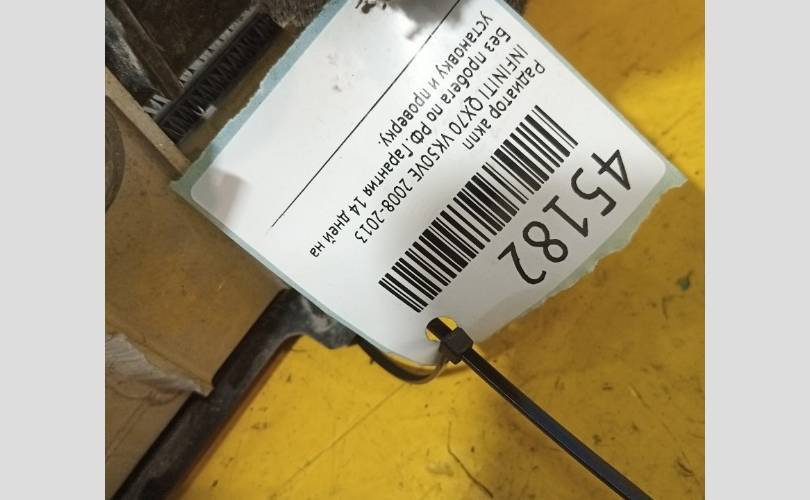 45182
Радиатор акпп
INFINITI QX70 VK50VE 2008-2013
Без пробега по РФ. Гарантия 14 дней на
установку и проверку.